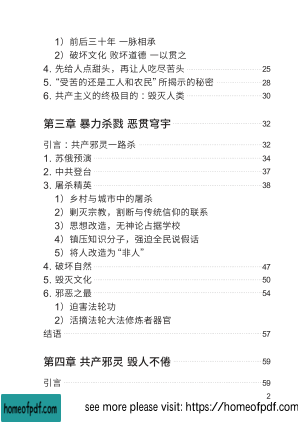 1）前后三十年 一脉相承
2）破坏文化 败坏道德 一以贯之
4. 先给人点甜头，再让人吃尽苦头 25
5. “受苦的还是工人和农民”所揭示的秘密 28
6. 共产主义的终极目的：毁灭人类 30
第三章 暴力杀戮 恶贯穹宇 32
引言：共产邪灵一路杀 32
1. 苏俄预演 34
2. 中共登台 37
3. 屠杀精英 38
1）乡村与城市中的屠杀
2）剿灭宗教，割断与传统信仰的联系
3）思想改造，无神论占据学校
4）镇压知识分子，强迫全民说假话
5）将人改造为“非人”
4. 破坏自然 47
5. 毁灭文化 50
6. 邪恶之最 54
1）迫害法轮功
2）活摘法轮大法修炼者器官
结语 57
第四章 共产邪灵 毁人不倦 59
引言 59
2
homeofpdf.com
see more please visit: https://homeofpdf.com